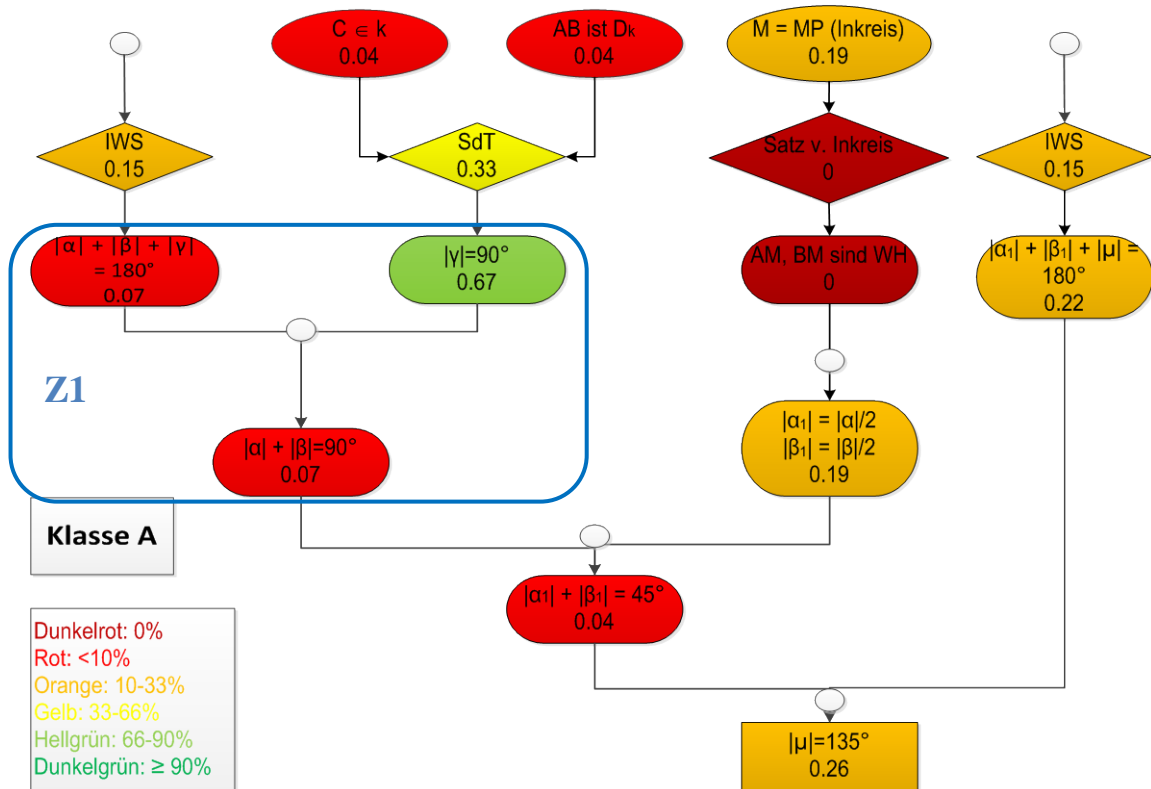 C ∈ k
0.04
AB ist Dₖ
0.04
M = MP (Inkreis)
0.19
IWS
0.15
SdT
0.33
Satz v. Inkreis
0
IWS
0.15
|α| + |β| + |γ|
= 180°
0.07
|γ|=90°
0.67
AM, BM sind WH
0
|α₁| + |β₁| + |μ| =
180°
0.22
Z1
|α| + |β|=90°
0.07
|α₁| = |α|/2
|β₁| = |β|/2
0.19
Klasse A
|α₁| + |β₁| = 45°
0.04
Dunkelrot: 0%
Rot: <10%
Orange: 10-33%
Gelb: 33-66%
Hellgrün: 66-90%
Dunkelgrün: ≥ 90%
|μ|=135°
0.26